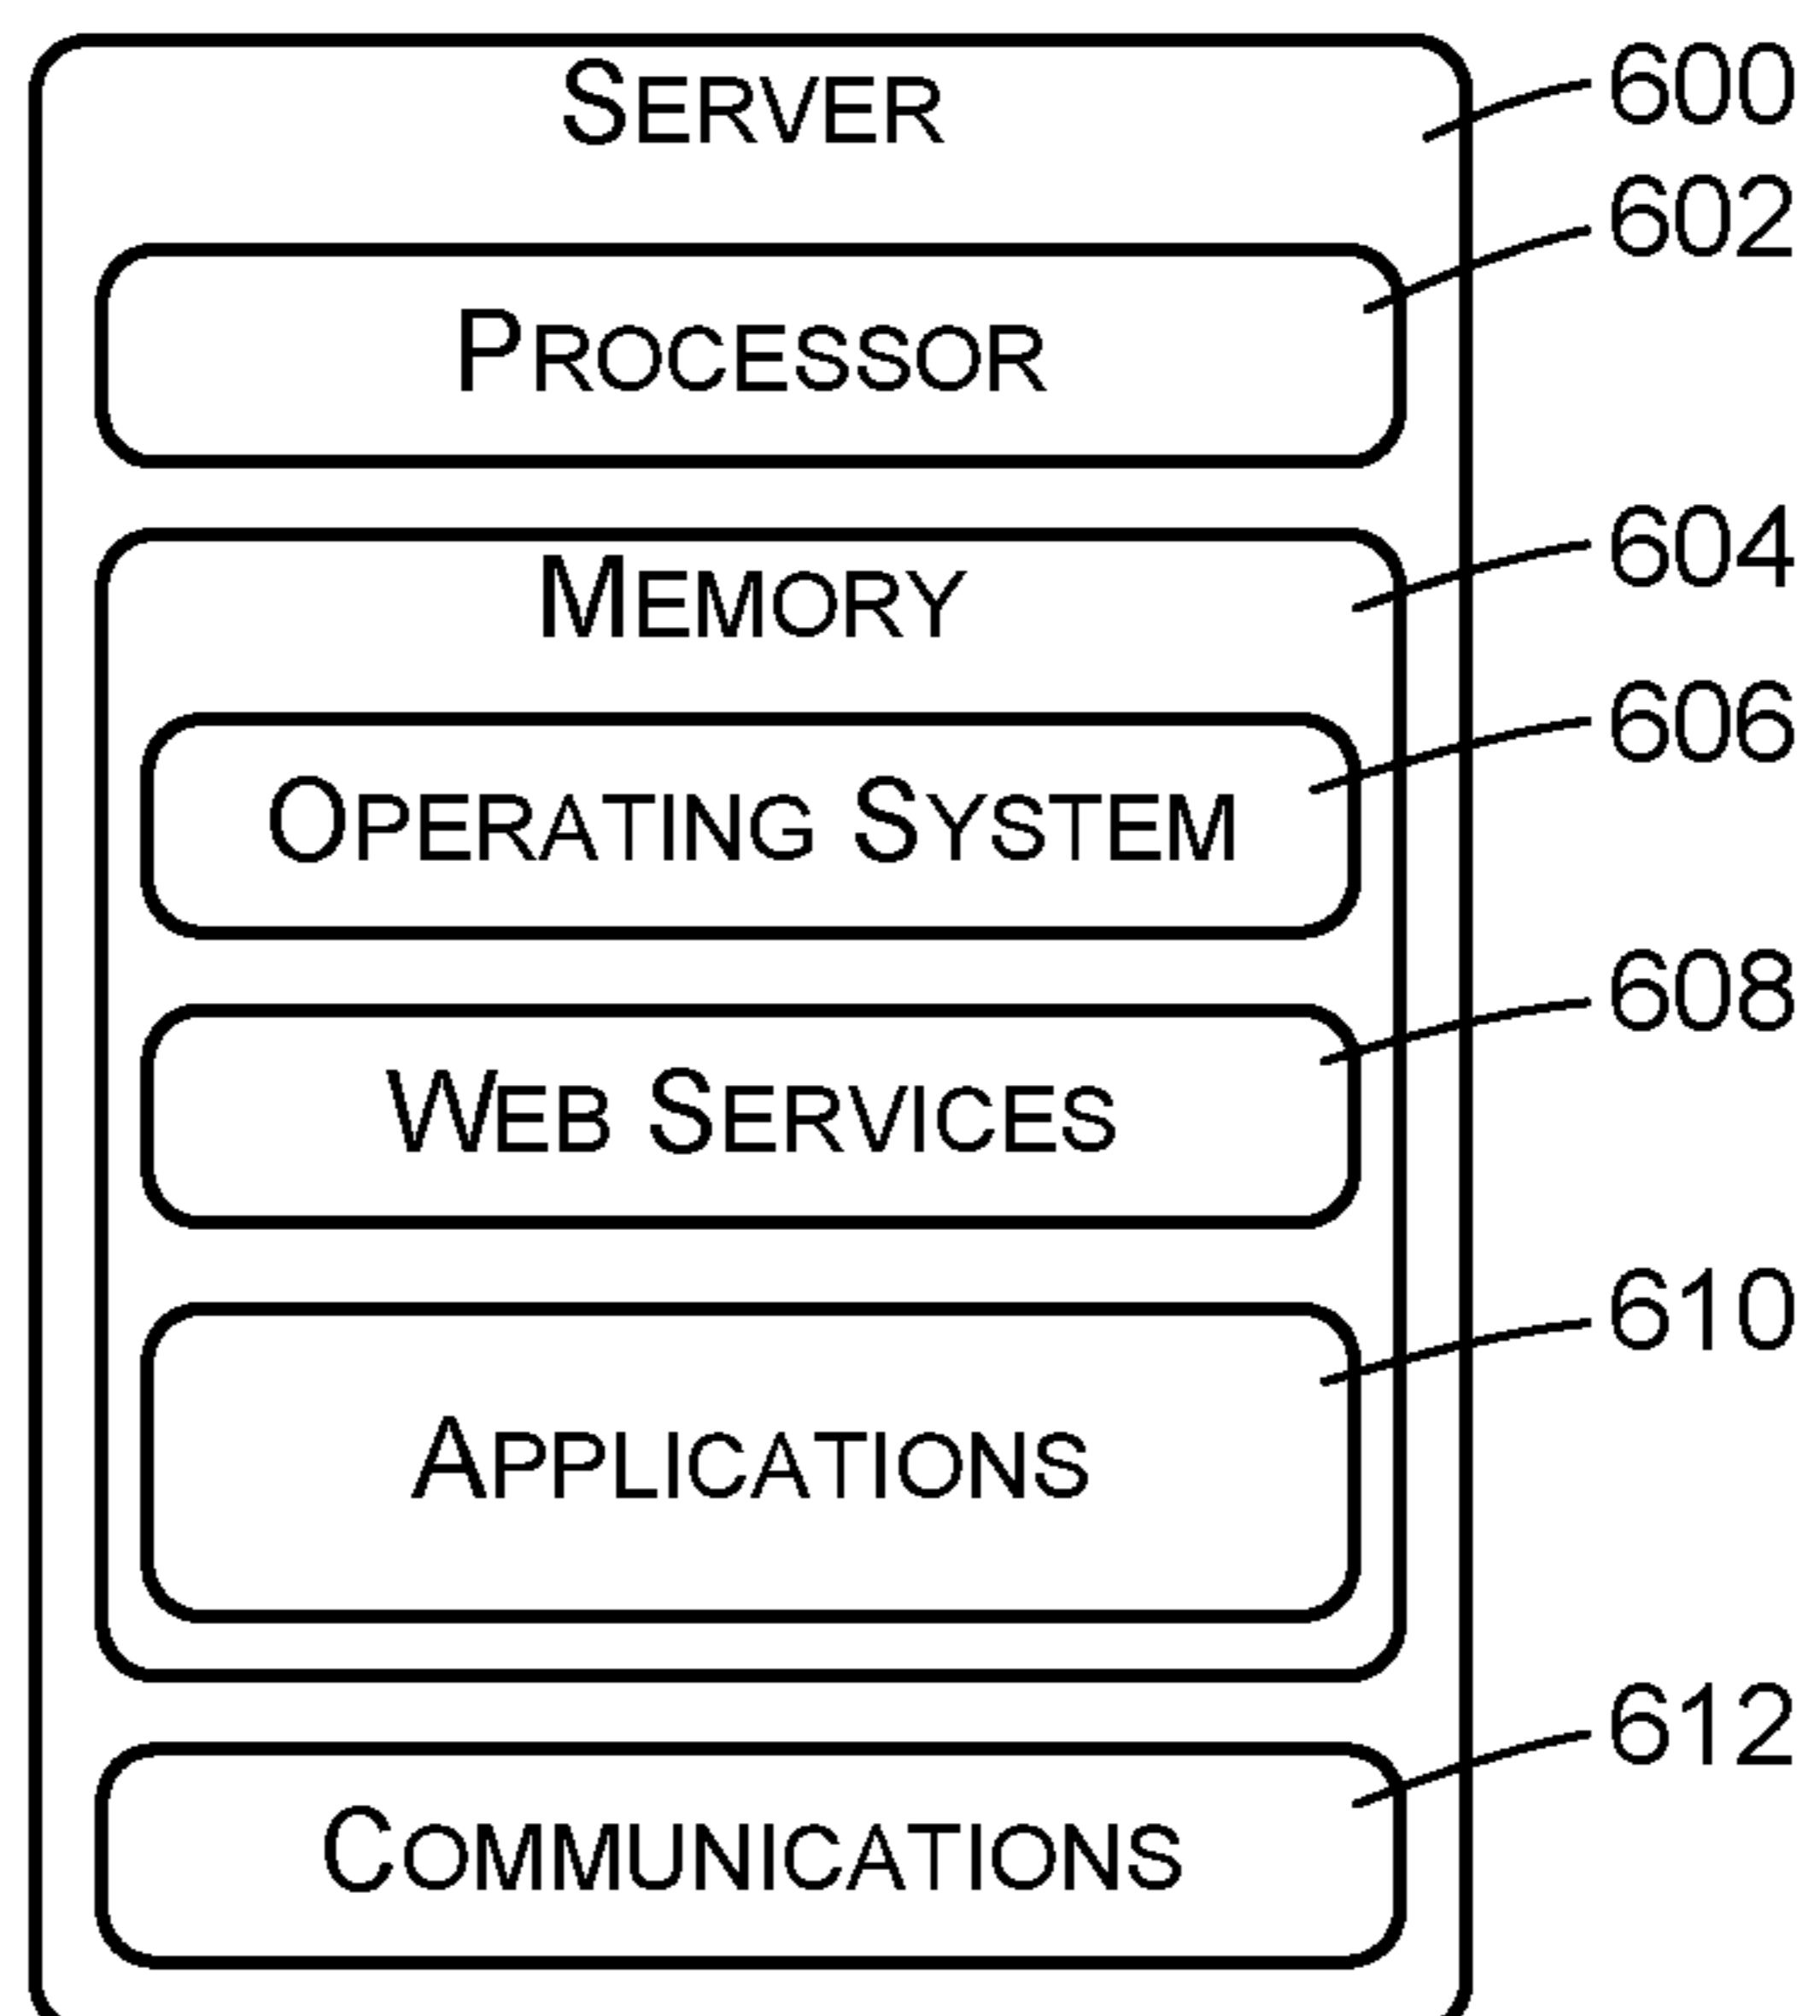 SERVER
600
602
PROCESSOR
604
MEMORY
606
OPERATING SYSTEM
608
WEB SERVICES
610
APPLICATIONS
612
COMMUNICATIONS